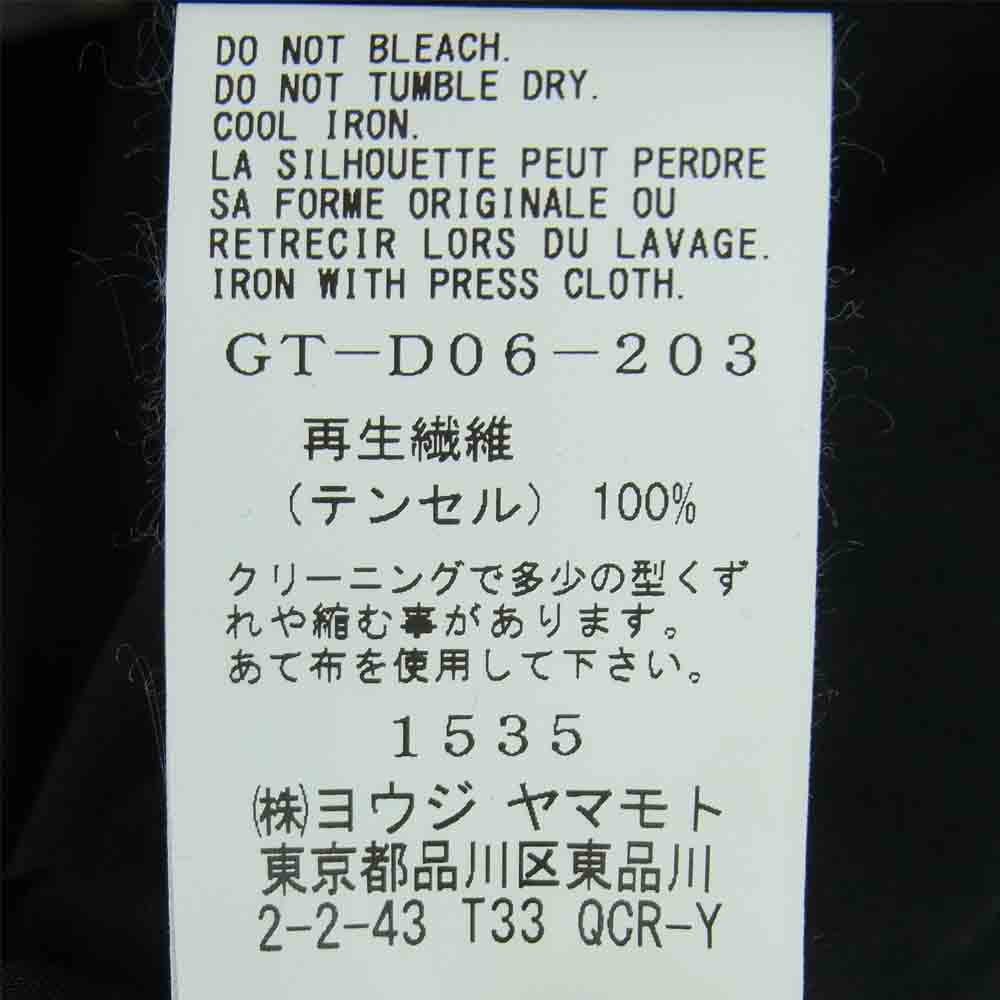 DO NOT BLEACH.
DO NOT TUMBLE DRY.
COOL IRON.
LA SILHOUETTE PEUT PERDRE
SA FORME ORIGINALE OU
RETRECIR LORS DU LAVAGE.
IRON WITH PRESS CLOTH.
GT-D06-203
再生繊維
(テンセル) 100%
クリーニングで多少の型くず
れや縮む事があります。
あて布を使用して下さい。
1535
㈱ヨウジ ヤマモト
東京都品川区東品川
2-2-43 T33 QCR-Y